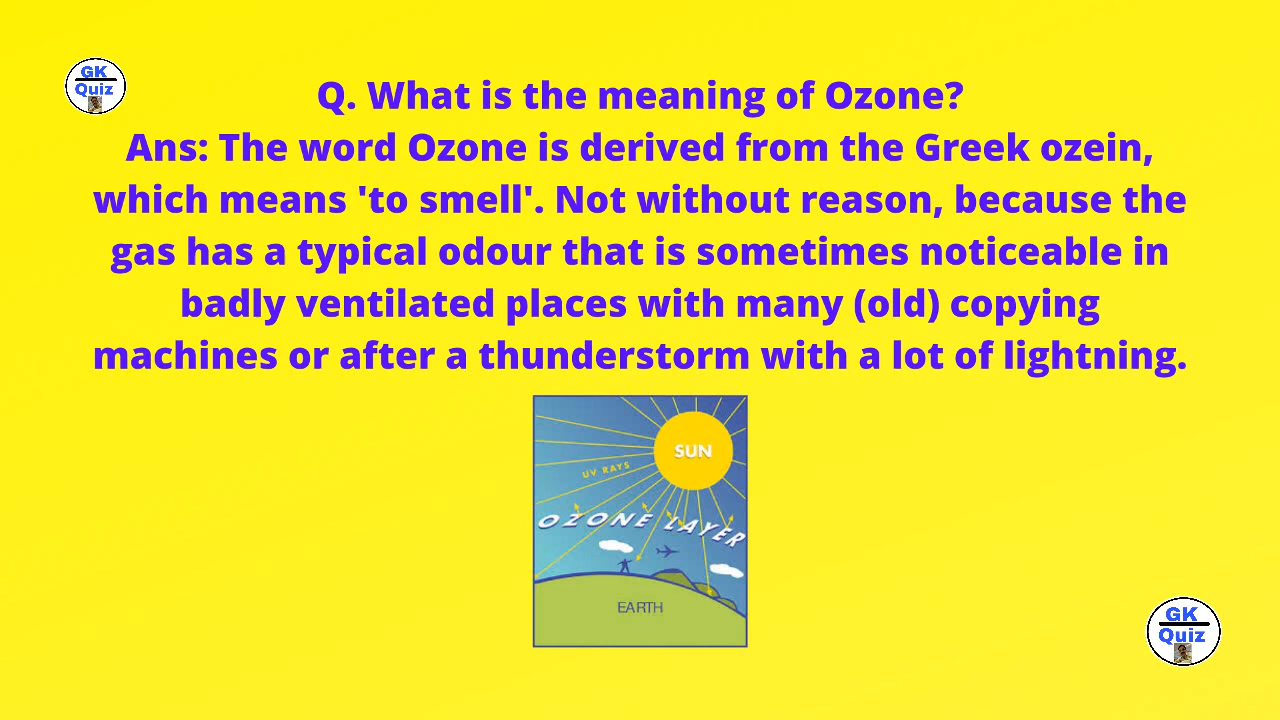 GK
Quiz
Q. What is the meaning of Ozone?
Ans: The word Ozone is derived from the Greek ozein,
which means 'to smell'. Not without reason, because the
gas has a typical odour that is sometimes noticeable in
badly ventilated places with many (old) copying
machines or after a thunderstorm with a lot of lightning.
SUN
UV RAYS
OZONE LAYER
EARTH
GK
Quiz